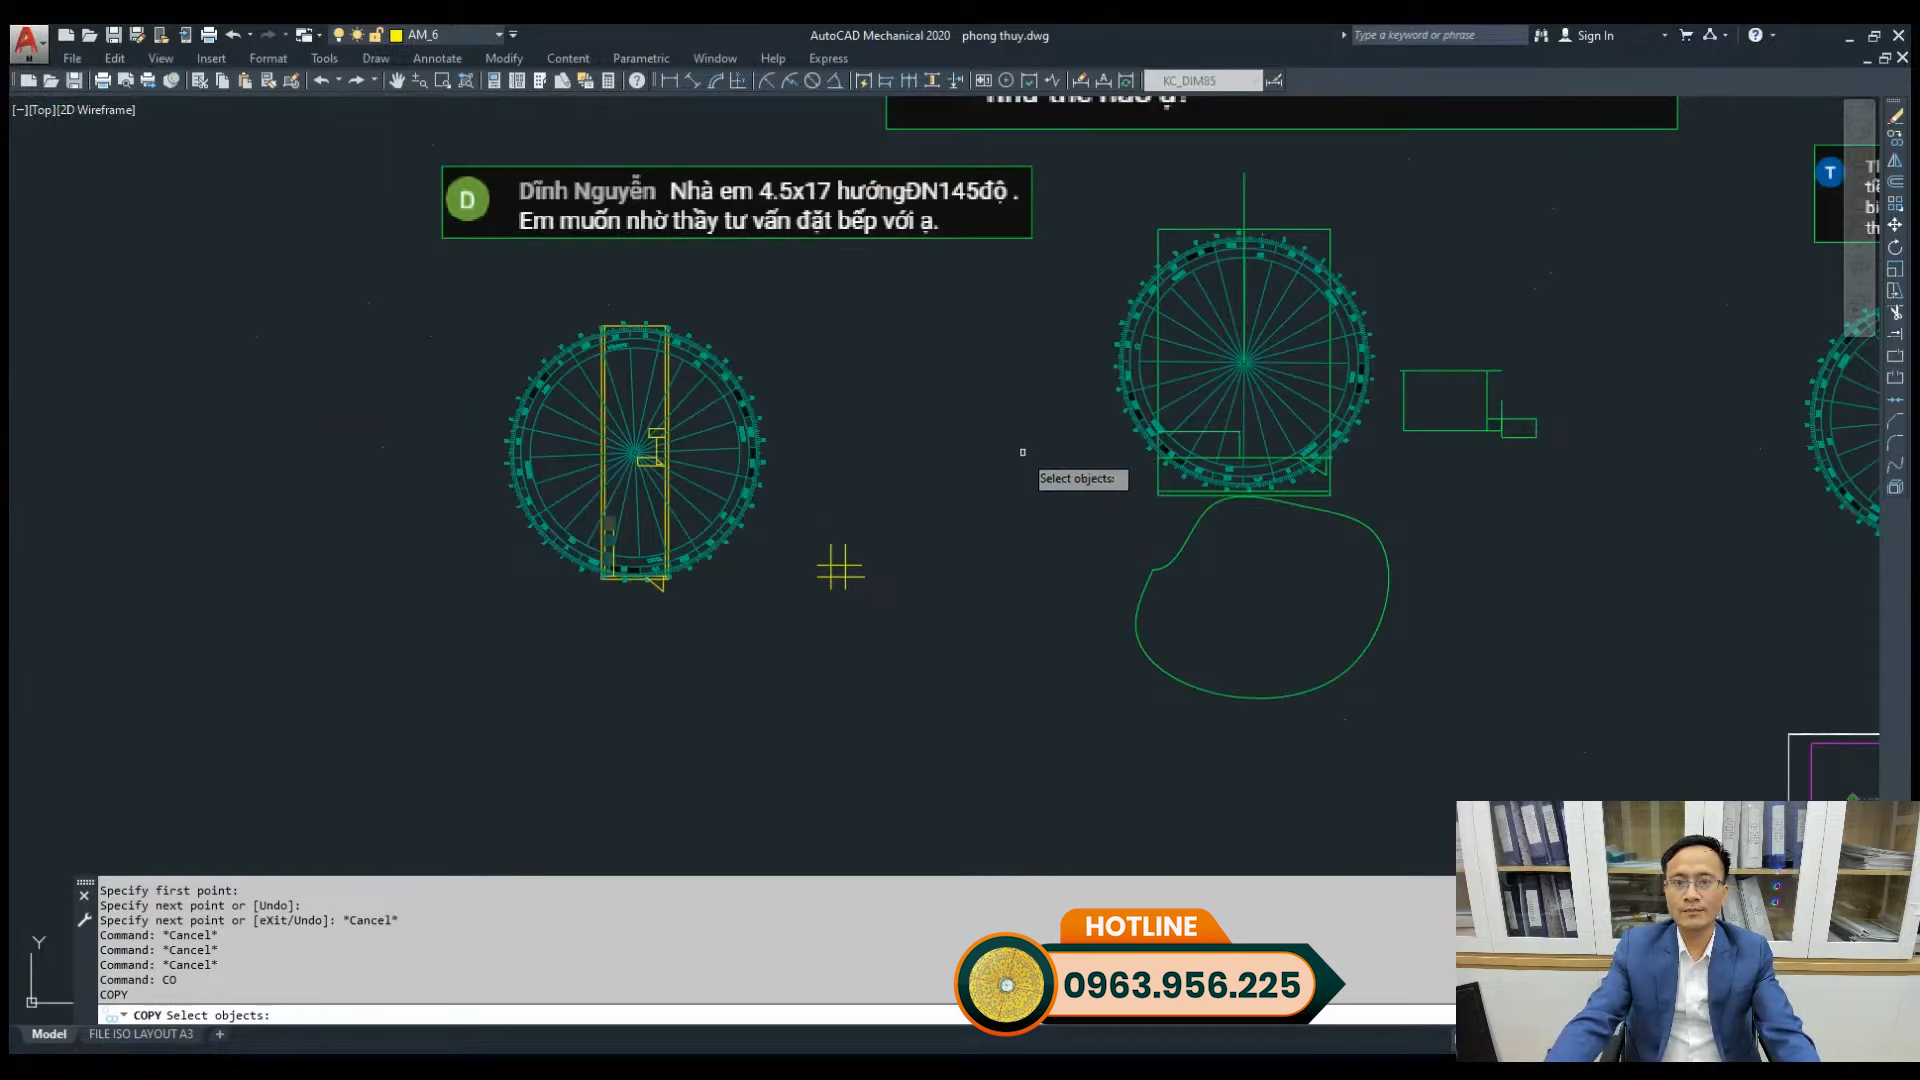 AM_6
AutoCAD Mechanical 2020 phong thuy.dwg
Type a keyword or phrase
Sign In
File Edit View Insert Format Tools Draw Annotate Modify Content Parametric Window Help Express
KC_DIM85
[−][Top][2D Wireframe]
như thế nào ạ?
D
Dĩnh Nguyễn Nhà em 4.5x17 hướngĐN145độ .
Em muốn nhờ thầy tư vấn đặt bếp với ạ.
T
Select objects:
Specify first point:
Specify next point or [Undo]:
Specify next point or [eXit/Undo]: *Cancel*
Command: *Cancel*
Command: *Cancel*
Command: *Cancel*
Command: CO
COPY
COPY Select objects:
Y
Model FILE ISO LAYOUT A3 +
HOTLINE
0963.956.225